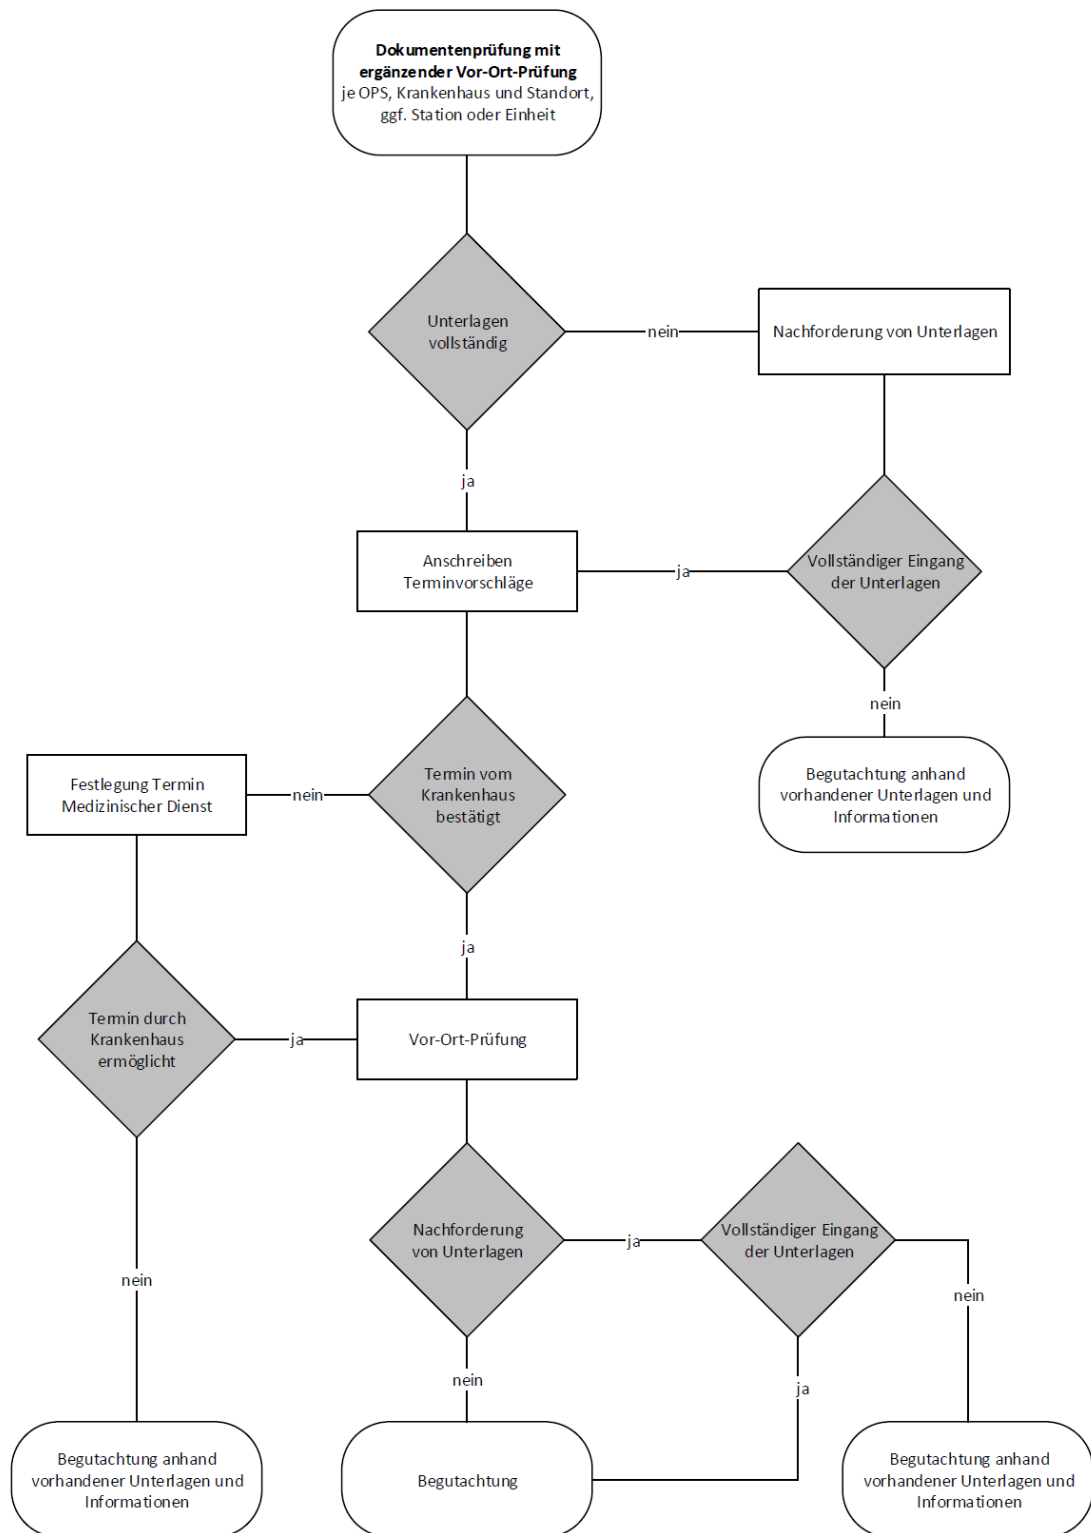 Dokumentenprüfung mit
ergänzender Vor-Ort-Prüfung
je OPS, Krankenhaus und Standort,
ggf. Station oder Einheit
Unterlagen
vollständig
nein
Nachforderung von Unterlagen
ja
Anschreiben
Terminvorschläge
ja
Vollständiger Eingang
der Unterlagen
nein
Begutachtung anhand
vorhandener Unterlagen und
Informationen
Termin vom
Krankenhaus
bestätigt
nein
Festlegung Termin
Medizinischer Dienst
ja
Termin durch
Krankenhaus
ermöglicht
ja
Vor-Ort-Prüfung
nein
Nachforderung
von Unterlagen
ja
Vollständiger Eingang
der Unterlagen
nein
nein
ja
Begutachtung anhand
vorhandener Unterlagen und
Informationen
Begutachtung
Begutachtung anhand
vorhandener Unterlagen und
Informationen